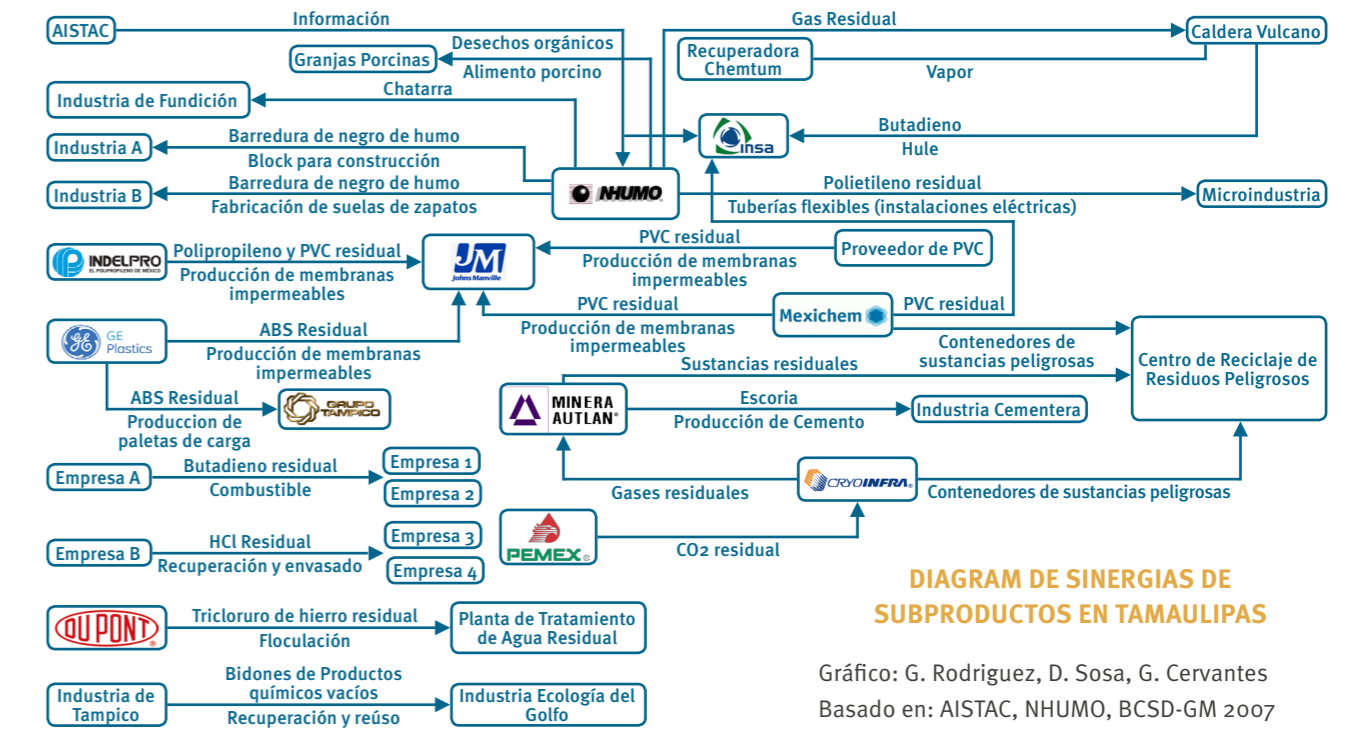 AISTAC
Información
Gas Residual
Caldera Vulcano
Desechos orgánicos
Granjas Porcinas
Alimento porcino
Recuperadora
Chemtum
Vapor
Industria de Fundición
Chatarra
Industria A
Barredura de negro de humo
Block para construcción
insa
Butadieno
Hule
Industria B
Barredura de negro de humo
Fabricación de suelas de zapatos
NHUMO
Polietileno residual
Tuberías flexibles (instalaciones eléctricas)
Microindustria
INDELPRO
EL POLIPROPILENO DE MÉXICO
Polipropileno y PVC residual
Producción de membranas
impermeables
JM
Johns Manville
PVC residual
Producción de membranas
impermeables
Proveedor de PVC
PVC residual
Producción de membranas
impermeables
Mexichem
PVC residual
Contenedores de
sustancias peligrosas
GE
Plastics
ABS Residual
Producción de membranas
impermeables
Sustancias residuales
Centro de Reciclaje de
Residuos Peligrosos
ABS Residual
Produccion de
paletas de carga
GRUPO
TAMPICO
MINERA
AUTLAN®
Escoria
Producción de Cemento
Industria Cementera
Empresa A
Butadieno residual
Combustible
Empresa 1
Empresa 2
Gases residuales
CRYOINFRA®
Contenedores de sustancias peligrosas
Empresa B
HCl Residual
Recuperación y envasado
Empresa 3
Empresa 4
PEMEX®
CO2 residual
DIAGRAM DE SINERGIAS DE
SUBPRODUCTOS EN TAMAULIPAS
DU PONT®
Tricloruro de hierro residual
Floculación
Planta de Tratamiento
de Agua Residual
Industria de
Tampico
Bidones de Productos
químicos vacíos
Recuperación y reúso
Industria Ecología del
Golfo
Gráfico: G. Rodriguez, D. Sosa, G. Cervantes
Basado en: AISTAC, NHUMO, BCSD-GM 2007